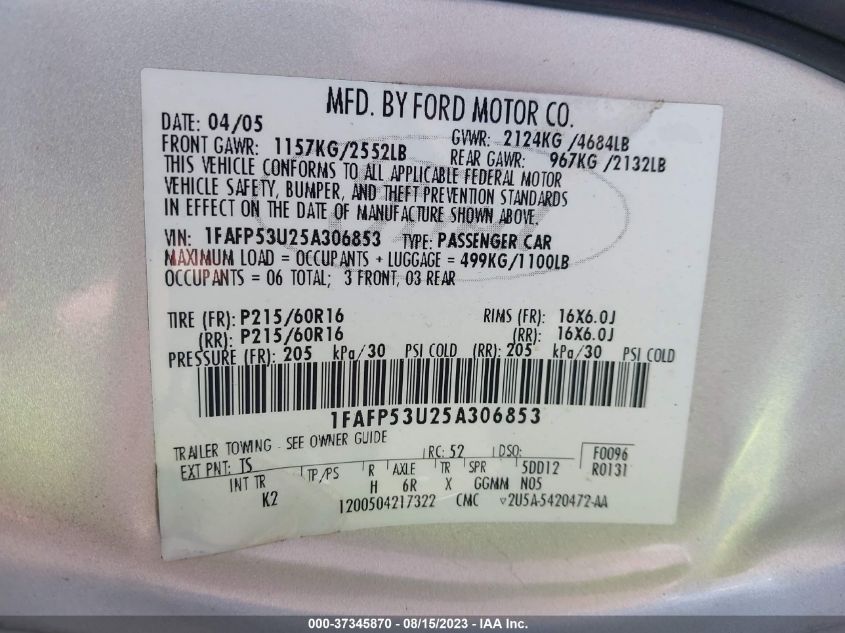 MFD. BY FORD MOTOR CO.
DATE: 04/05 GVWR: 2124KG /4684LB
FRONT GAWR: 1157KG/2552LB REAR GAWR: 967KG /2132LB
THIS VEHICLE CONFORMS TO ALL APPLICABLE FEDERAL MOTOR
VEHICLE SAFETY, BUMPER, AND THEFT PREVENTION STANDARDS
IN EFFECT ON THE DATE OF MANUFACTURE SHOWN ABOVE.
VIN: 1FAFP53U25A306853 TYPE: PASSENGER CAR
MAXIMUM LOAD = OCCUPANTS + LUGGAGE = 499KG/1100LB
OCCUPANTS = 06 TOTAL; 3 FRONT, 03 REAR
TIRE (FR): P215/60R16 RIMS (FR): 16X6.0J
(RR): P215/60R16 (RR): 16X6.0J
PRESSURE (FR): 205 kPa/30 PSI COLD (RR): 205 kPa/30 PSI COLD
1FAFP53U25A306853
TRAILER TOWING - SEE OWNER GUIDE
EXT PNT: TS RC: 52 DSO: F0096
R0131
INT TR TP/PS R AXLE TR SPR 5DD12
K2 H 6R X GGMM N05
1200504217322 CMC 2U5A-5420472-AA
000-37345870 - 08/15/2023 - IAA Inc.